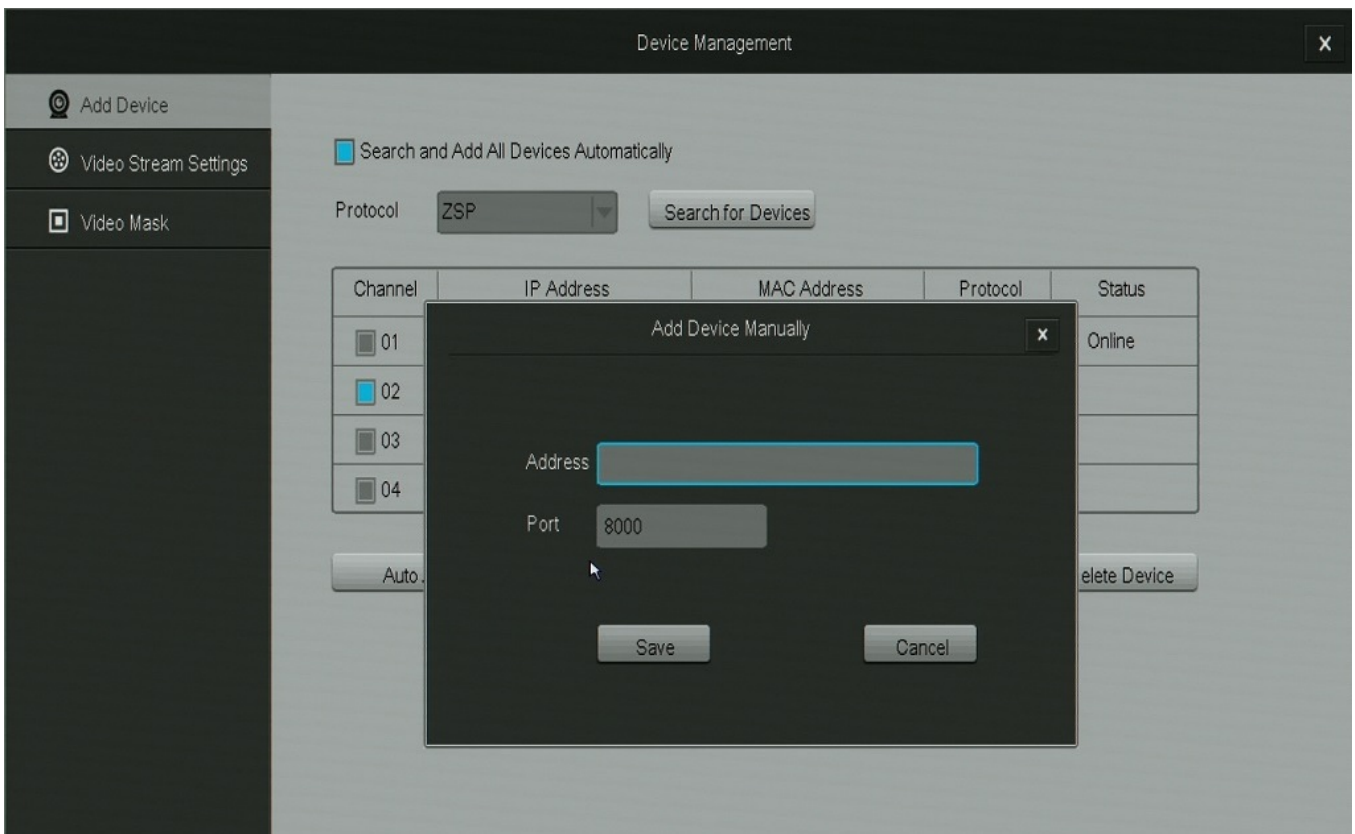 Device Management
x
Add Device
Video Stream Settings
Video Mask
Search and Add All Devices Automatically
Protocol ZSP Search for Devices
Channel IP Address MAC Address Protocol Status
Add Device Manually x
01 Online
02
03
04
Address
Port 8000
Auto elete Device
Save Cancel